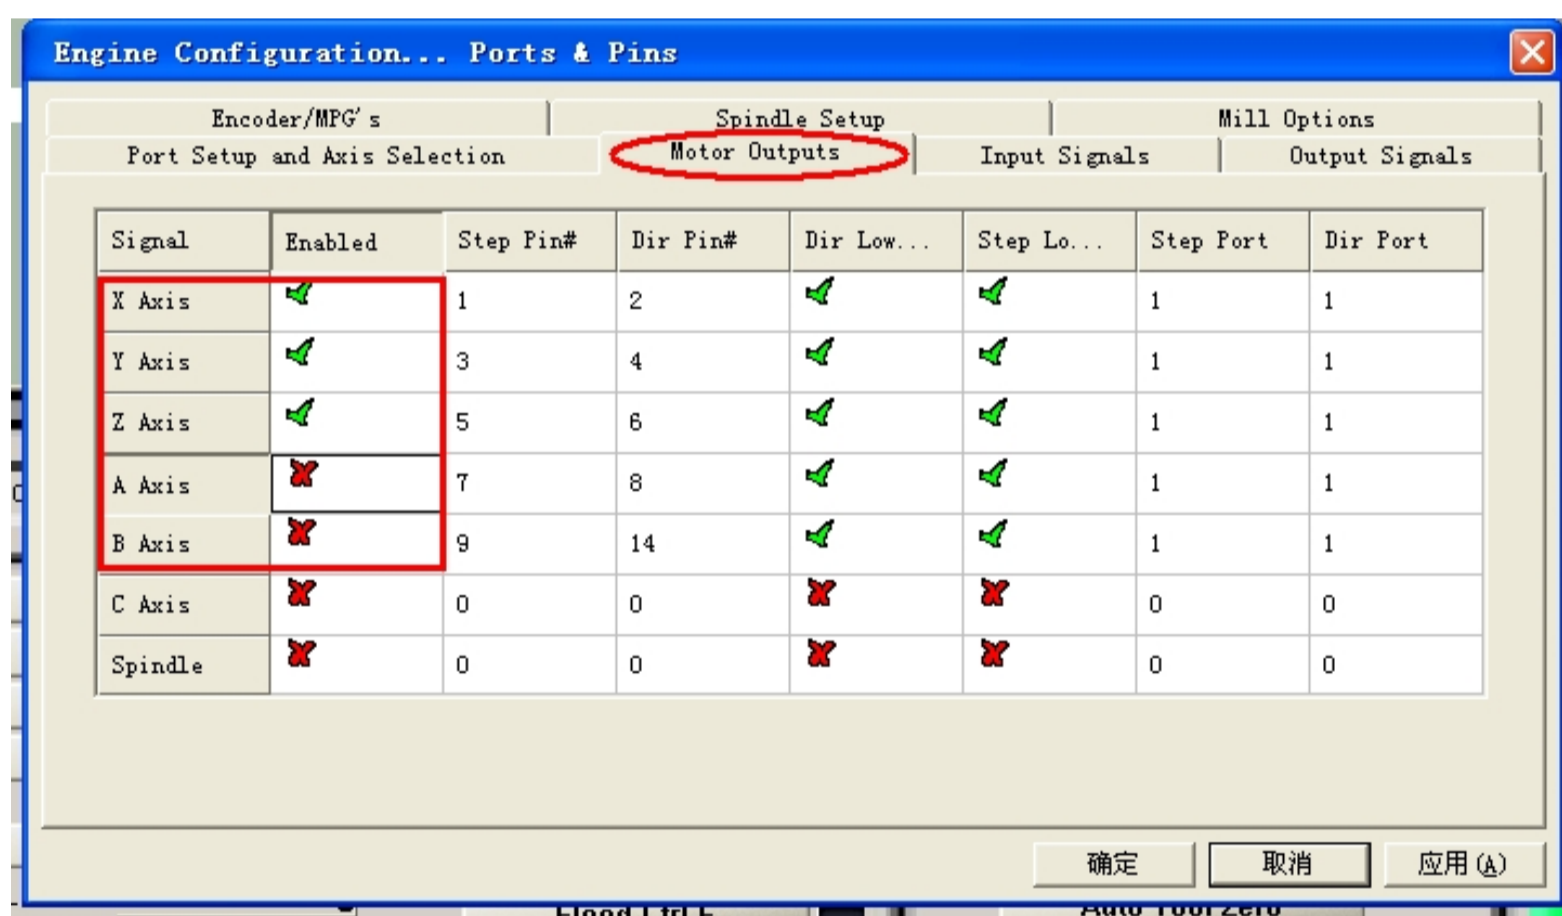 Engine Configuration... Ports & Pins
Encoder/MPG's Spindle Setup Mill Options
Port Setup and Axis Selection Motor Outputs Input Signals Output Signals
Signal Enabled Step Pin# Dir Pin# Dir Low... Step Lo... Step Port Dir Port
X Axis 1 2 1 1
Y Axis 3 4 1 1
Z Axis 5 6 1 1
A Axis 7 8 1 1
B Axis 9 14 1 1
C Axis 0 0 0 0
Spindle 0 0 0 0
确定 取消 应用(A)
Auto Tool Zero